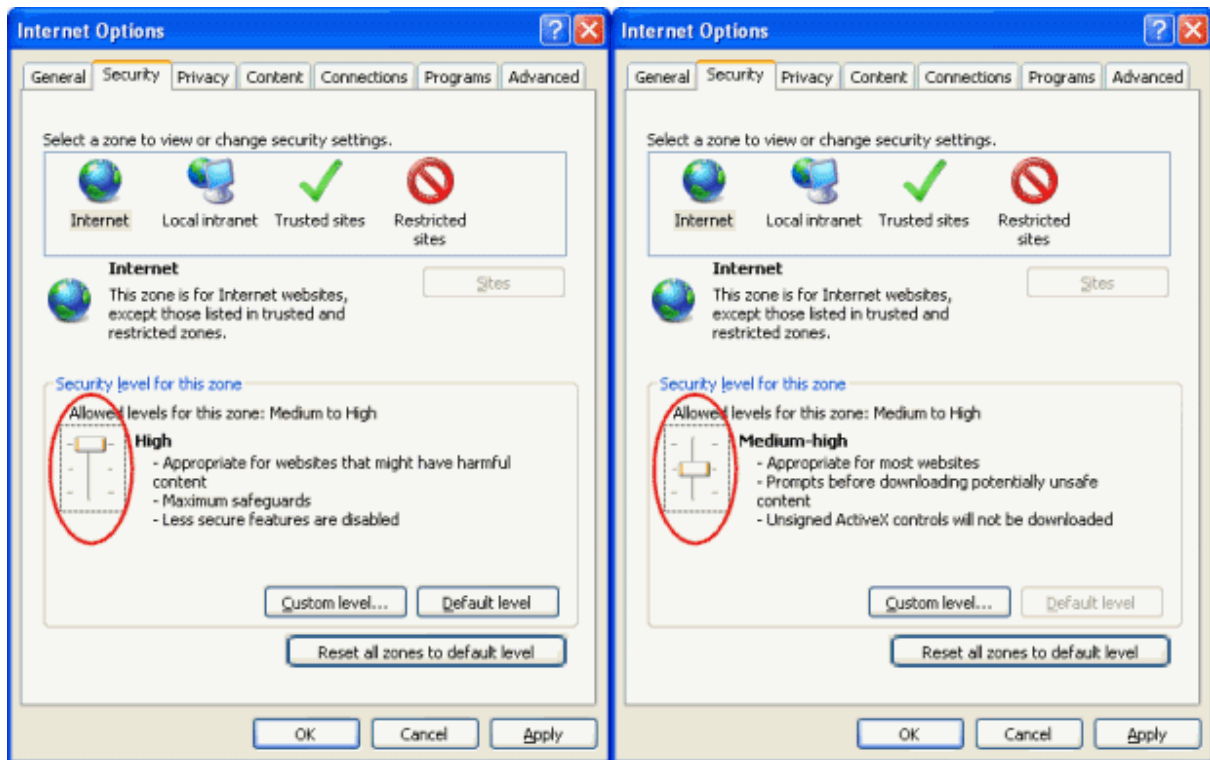 Internet Options
General Security Privacy Content Connections Programs Advanced
Select a zone to view or change security settings.
Internet Local intranet Trusted sites Restricted
sites
Internet
Sites
This zone is for Internet websites,
except those listed in trusted and
restricted zones.
Security level for this zone
Allowed levels for this zone: Medium to High
High
- Appropriate for websites that might have harmful
content
- Maximum safeguards
- Less secure features are disabled
Custom level... Default level
Reset all zones to default level
OK Cancel Apply
Internet Options
General Security Privacy Content Connections Programs Advanced
Select a zone to view or change security settings.
Internet Local intranet Trusted sites Restricted
sites
Internet
Sites
This zone is for Internet websites,
except those listed in trusted and
restricted zones.
Security level for this zone
Allowed levels for this zone: Medium to High
Medium-high
- Appropriate for most websites
- Prompts before downloading potentially unsafe
content
- Unsigned ActiveX controls will not be downloaded
Custom level... Default level
Reset all zones to default level
OK Cancel Apply